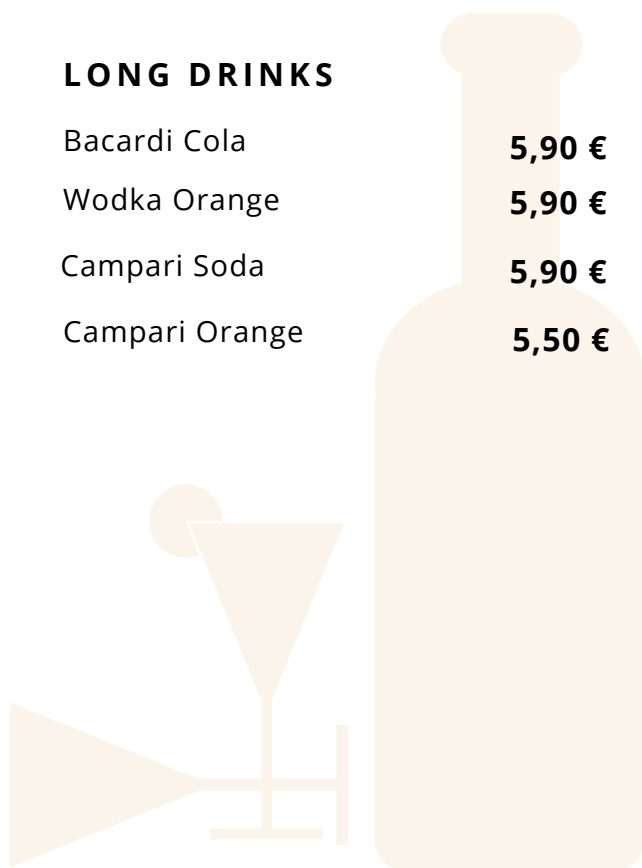 LONG DRINKS
Bacardi Cola 5,90 €
Wodka Orange 5,90 €
Campari Soda 5,90 €
Campari Orange 5,50 €